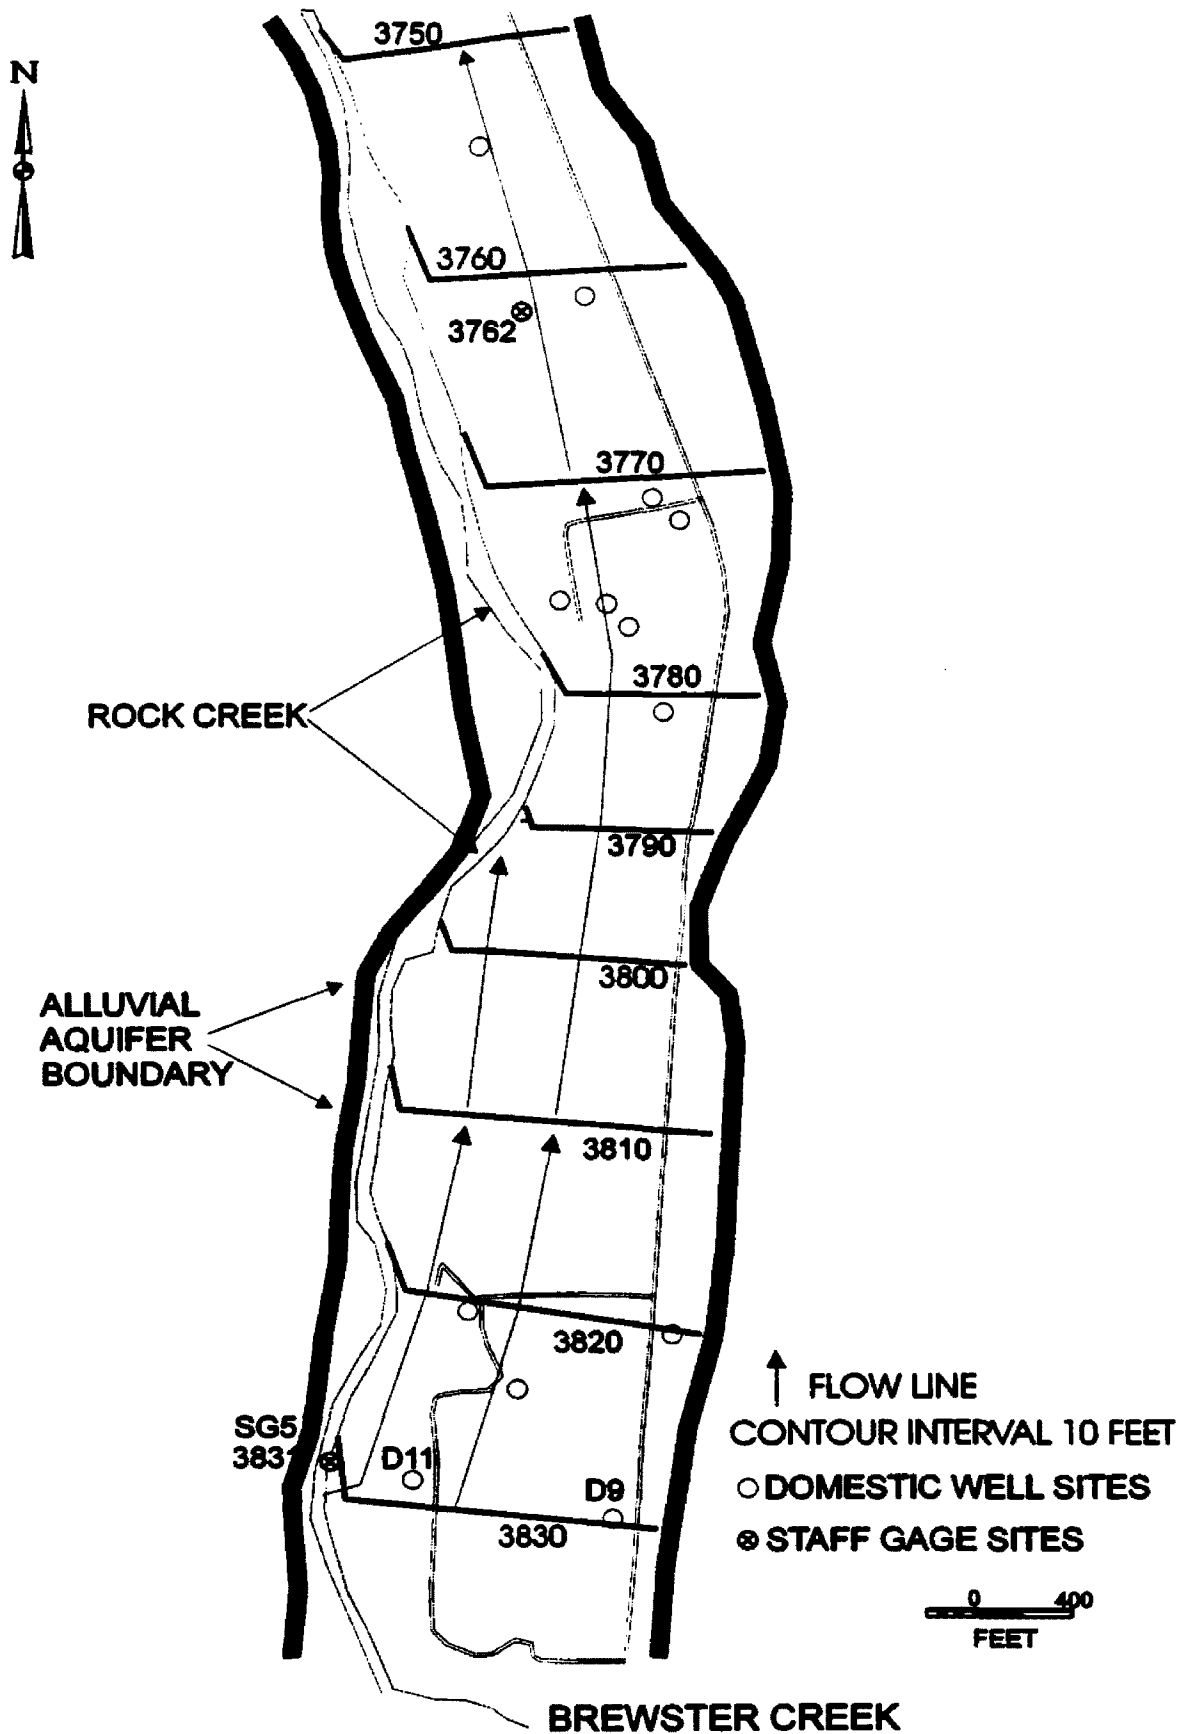 3750
N
3760
3762
3770
3780
ROCK CREEK
3790
3800
ALLUVIAL
AQUIFER
BOUNDARY
3810
3820
FLOW LINE
SG5
3831
CONTOUR INTERVAL 10 FEET
D11
D9
DOMESTIC WELL SITES
3830
STAFF GAGE SITES
0 400
FEET
BREWSTER CREEK